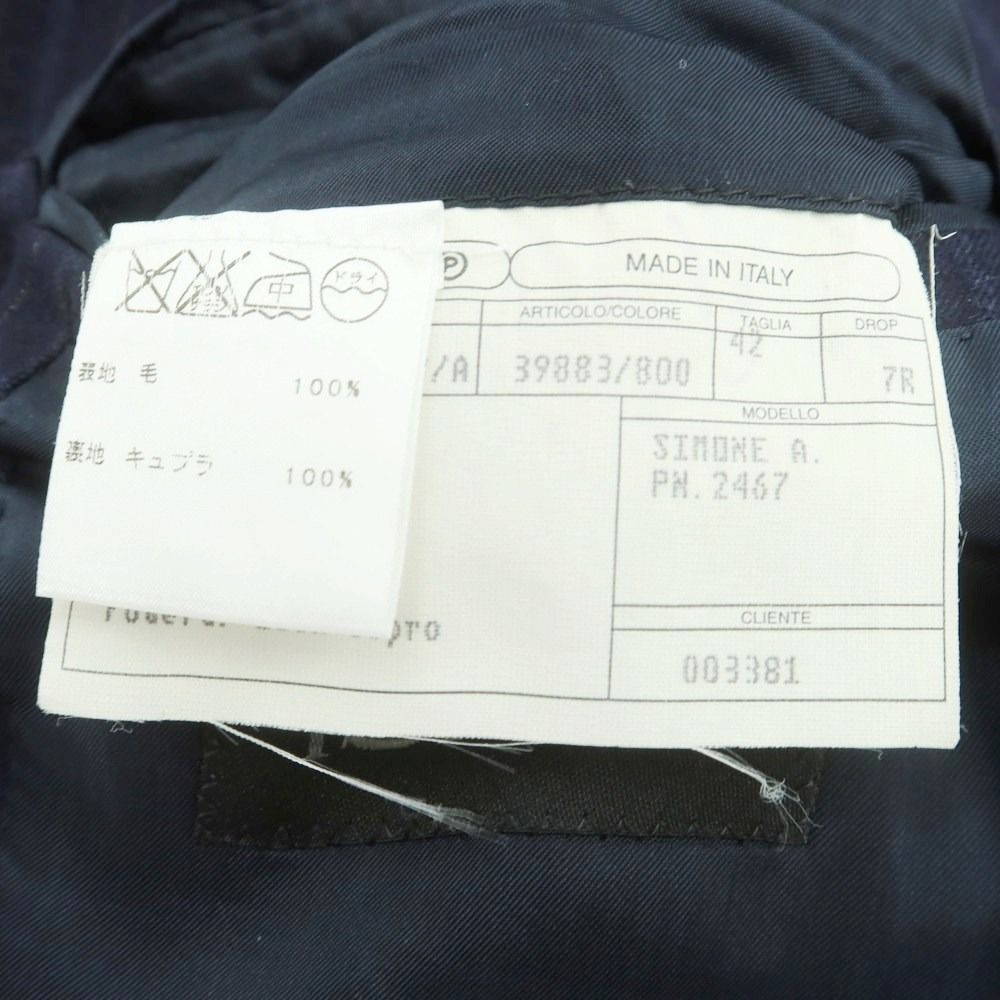 中 ドライ
表地 毛 100%
裏地 キュプラ 100%
P MADE IN ITALY
ARTICOLO/COLORE TAGLIA DROP
/A 39883/800 42 7R
MODELLO
SIMONE A.
PW.2467
CLIENTE
003381